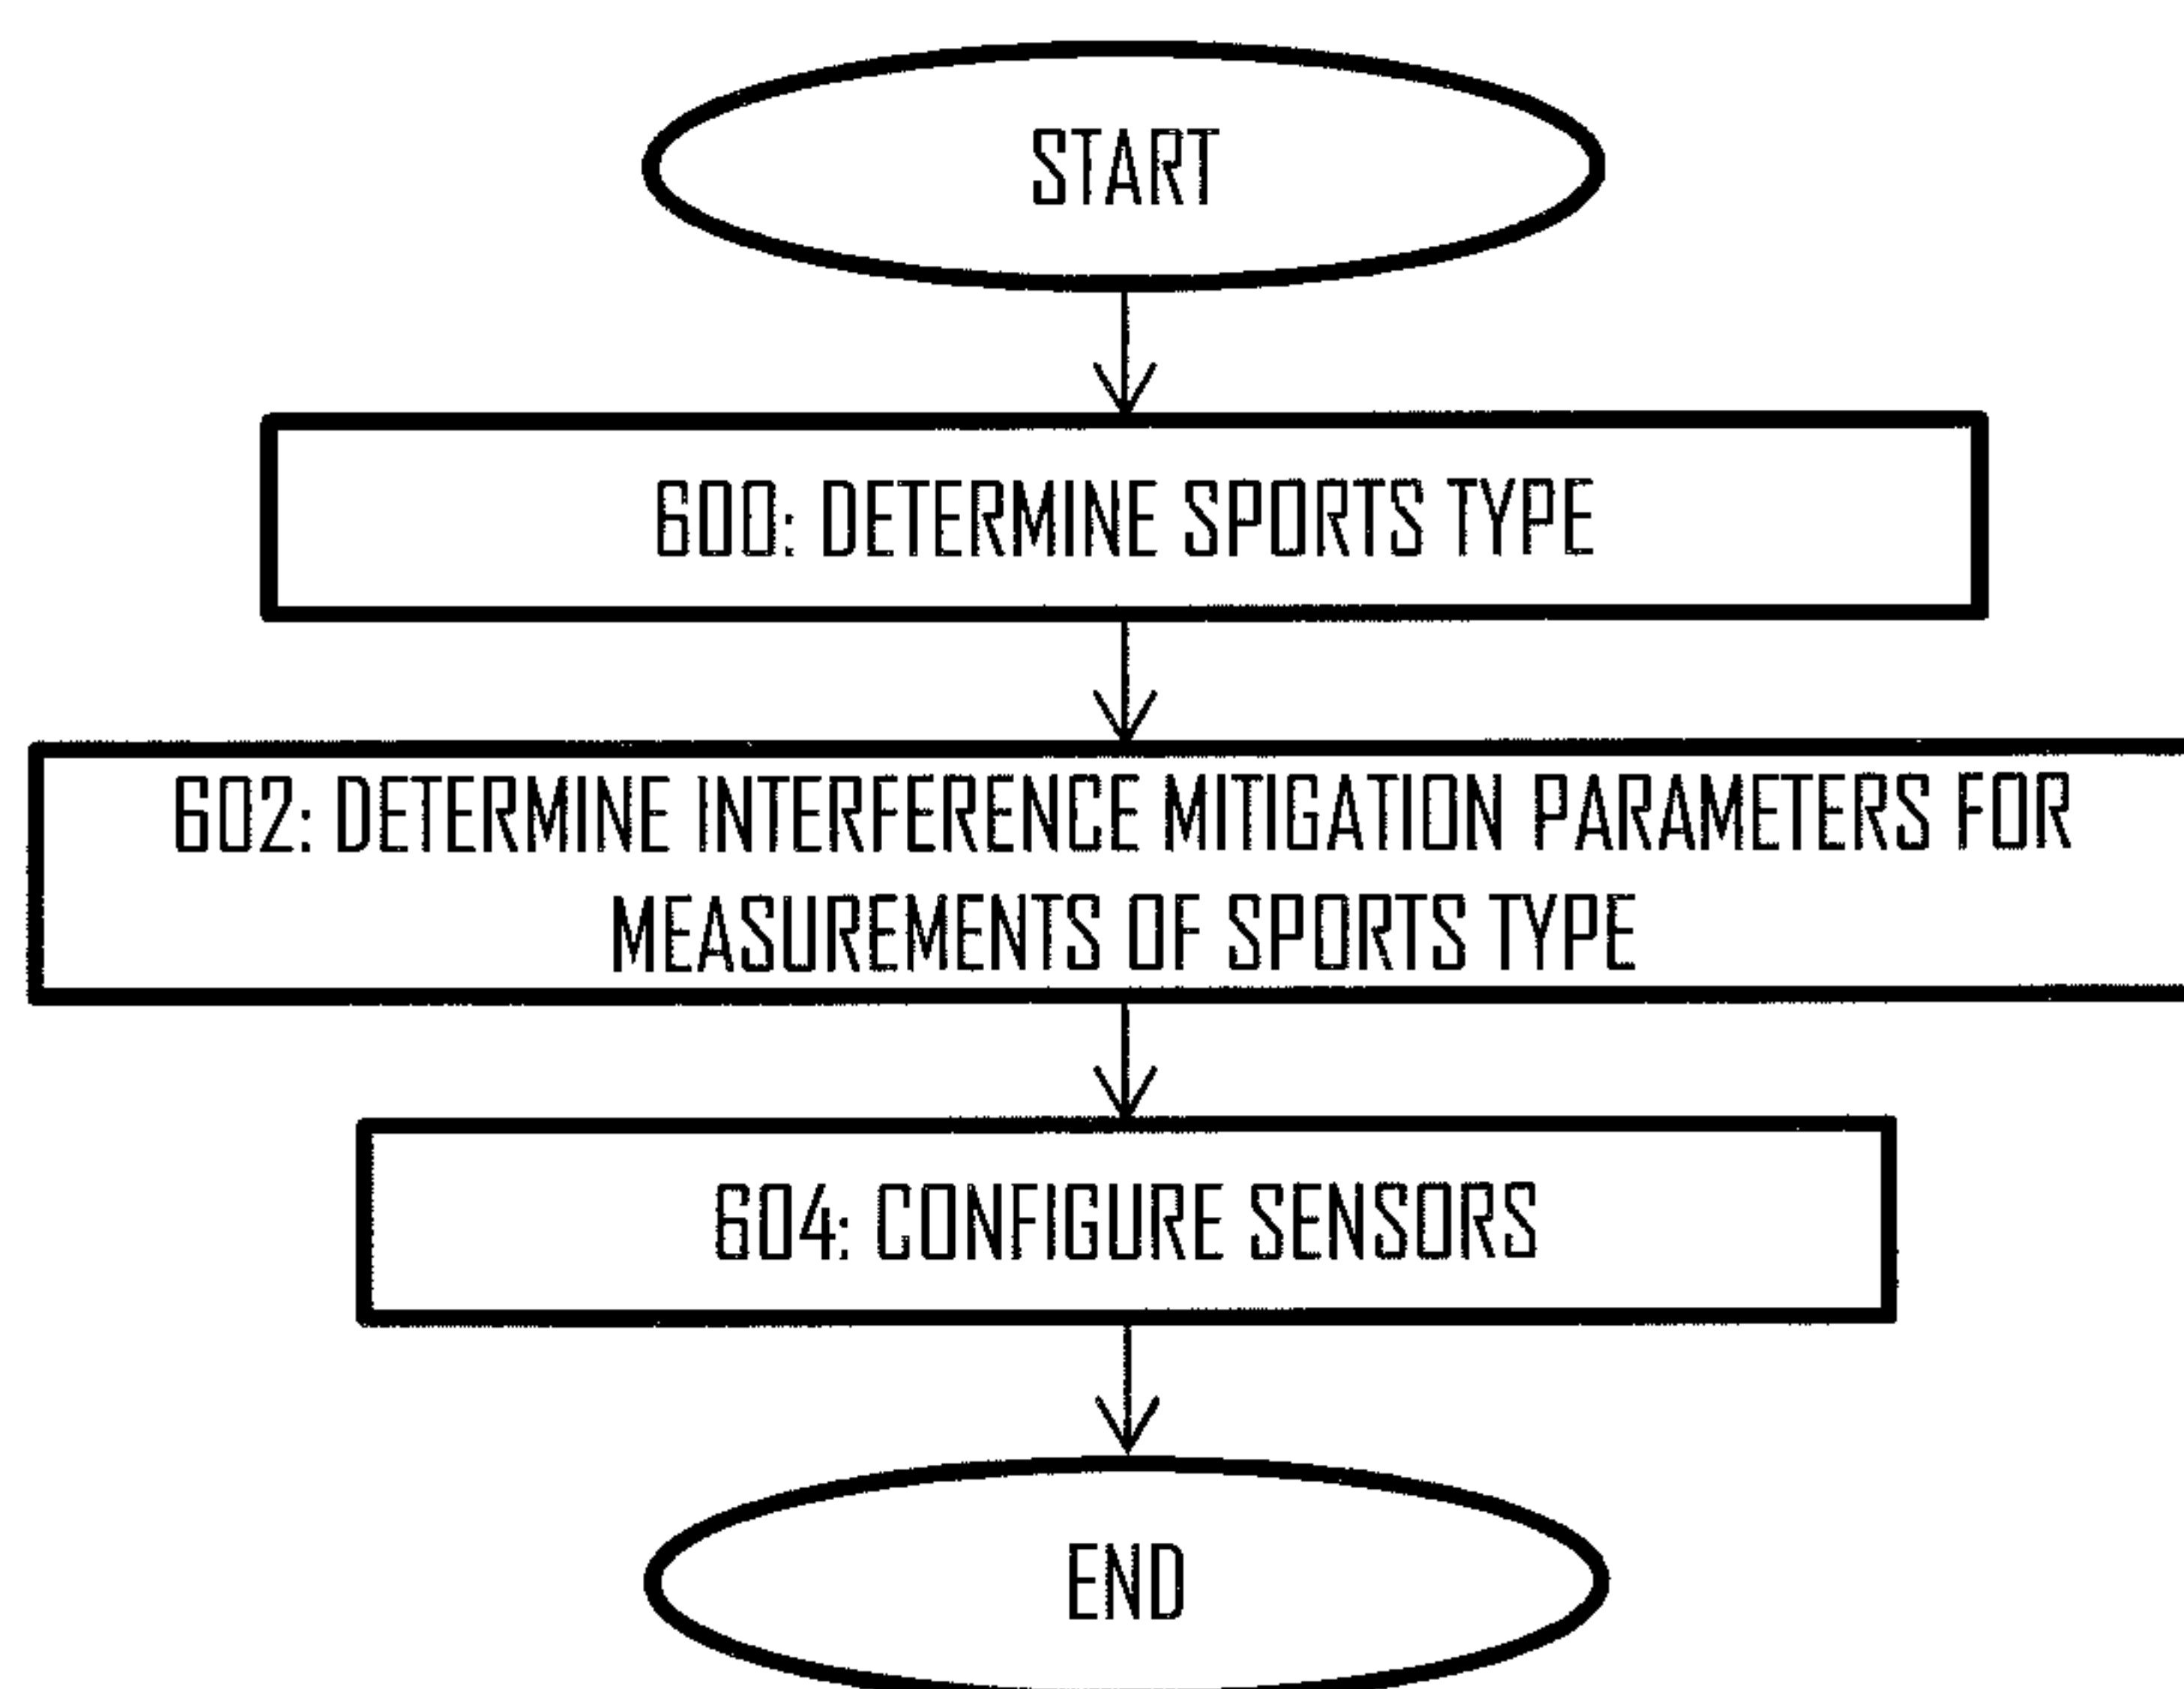 START
600: DETERMINE SPORTS TYPE
602: DETERMINE INTERFERENCE MITIGATION PARAMETERS FOR
MEASUREMENTS OF SPORTS TYPE
604: CONFIGURE SENSORS
END